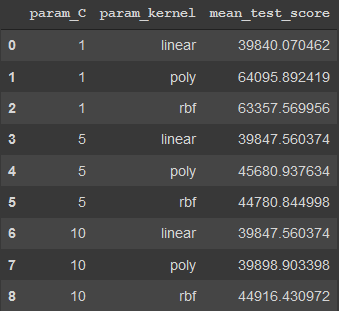 param_C param_kernel mean_test_score
0 1 linear 39840.070462
1 1 poly 64095.892419
2 1 rbf 63357.569956
3 5 linear 39847.560374
4 5 poly 45680.937634
5 5 rbf 44780.844998
6 10 linear 39847.560374
7 10 poly 39898.903398
8 10 rbf 44916.430972